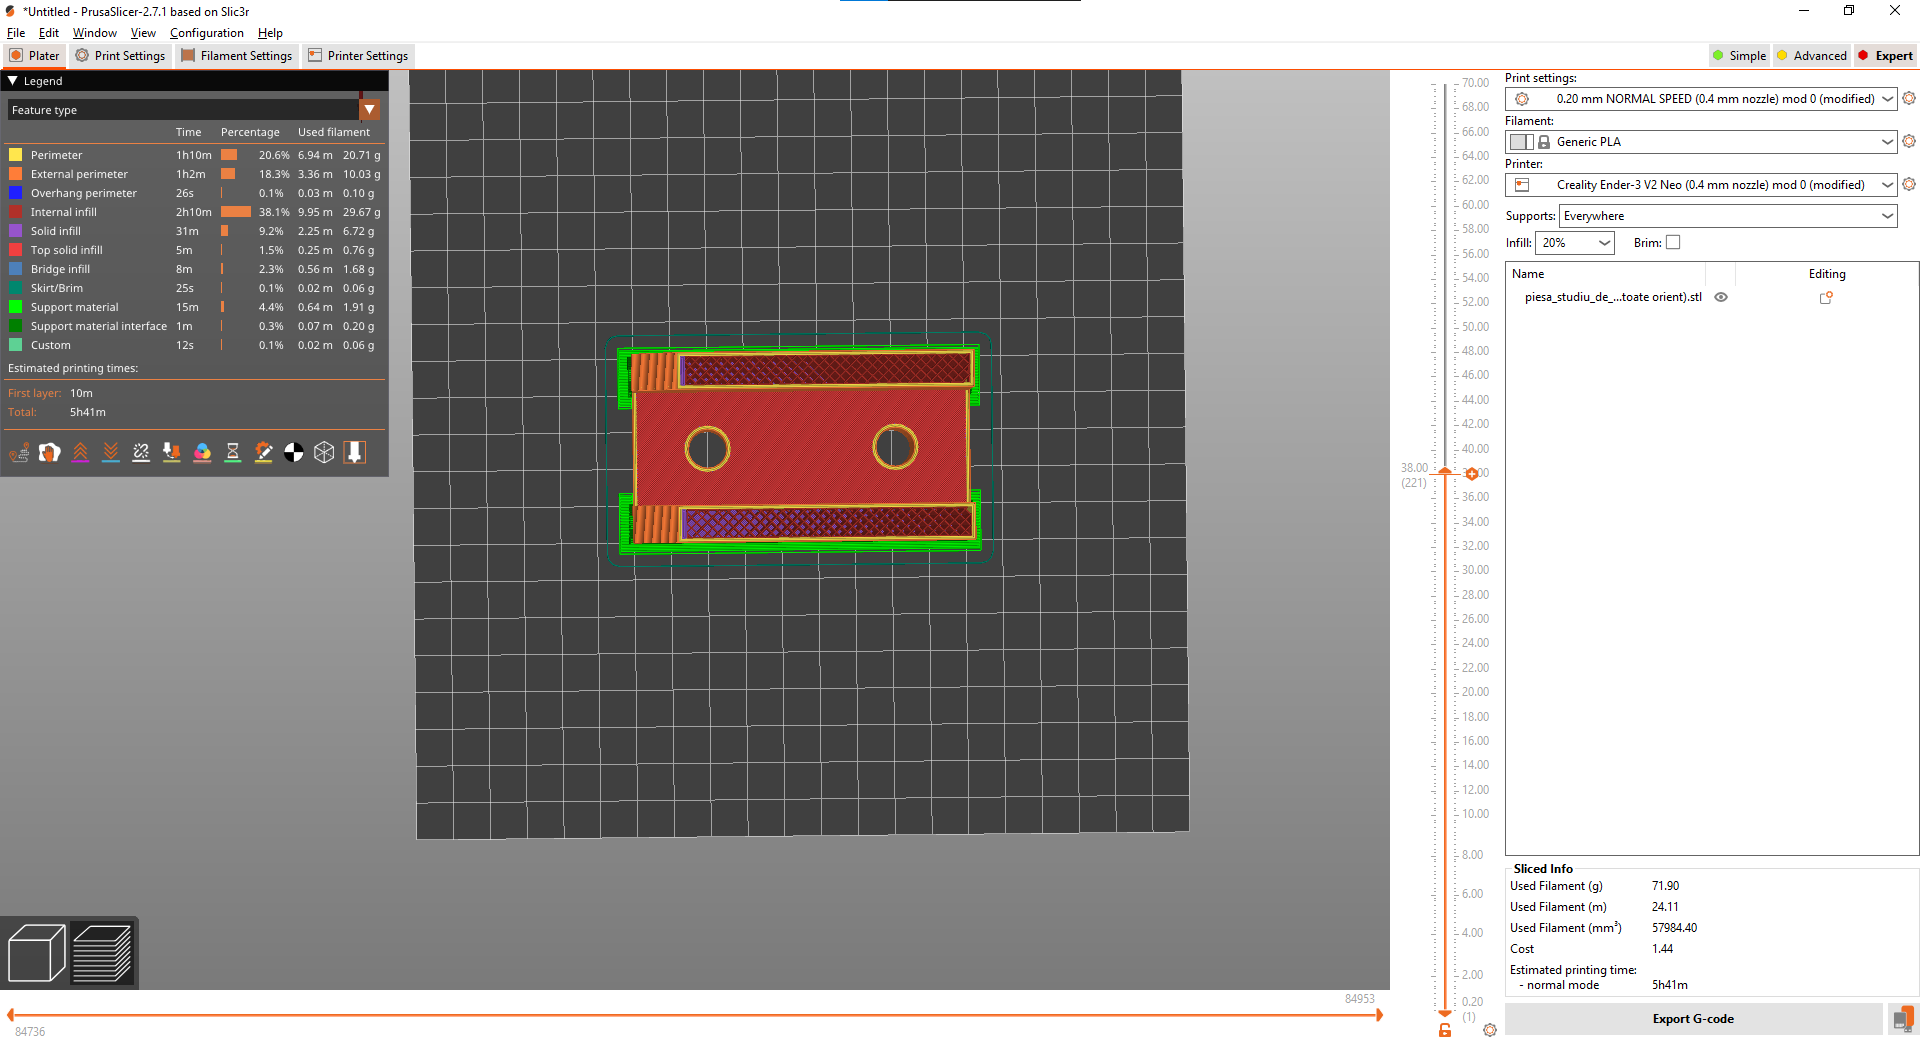 *Untitled - PrusaSlicer-2.7.1 based on Slic3r
File Edit Window View Configuration Help
Plater Print Settings Filament Settings Printer Settings Simple Advanced Expert
Legend
Feature type
Time Percentage Used filament
Perimeter 1h10m 20.6% 6.94 m 20.71 g
External perimeter 1h2m 18.3% 3.36 m 10.03 g
Overhang perimeter 26s 0.1% 0.03 m 0.10 g
Internal infill 2h10m 38.1% 9.95 m 29.67 g
Solid infill 31m 9.2% 2.25 m 6.72 g
Top solid infill 5m 1.5% 0.25 m 0.76 g
Bridge infill 8m 2.3% 0.56 m 1.68 g
Skirt/Brim 25s 0.1% 0.02 m 0.06 g
Support material 15m 4.4% 0.64 m 1.91 g
Support material interface 1m 0.3% 0.07 m 0.20 g
Custom 12s 0.1% 0.02 m 0.06 g
Estimated printing times:
First layer: 10m
Total: 5h41m
84736
84953
70.00
68.00
66.00
64.00
62.00
60.00
58.00
56.00
54.00
52.00
50.00
48.00
46.00
44.00
42.00
40.00
38.00
(221)
36.00
34.00
32.00
30.00
28.00
26.00
24.00
22.00
20.00
18.00
16.00
14.00
12.00
10.00
8.00
6.00
4.00
2.00
0.20
(1)
Print settings:
0.20 mm NORMAL SPEED (0.4 mm nozzle) mod 0 (modified)
Filament:
Generic PLA
Printer:
Creality Ender-3 V2 Neo (0.4 mm nozzle) mod 0 (modified)
Supports: Everywhere
Infill: 20% Brim:
Name Editing
piesa_studiu_de_...toate orient).stl
Sliced Info
Used Filament (g) 71.90
Used Filament (m) 24.11
Used Filament (mm³) 57984.40
Cost 1.44
Estimated printing time:
- normal mode 5h41m
Export G-code